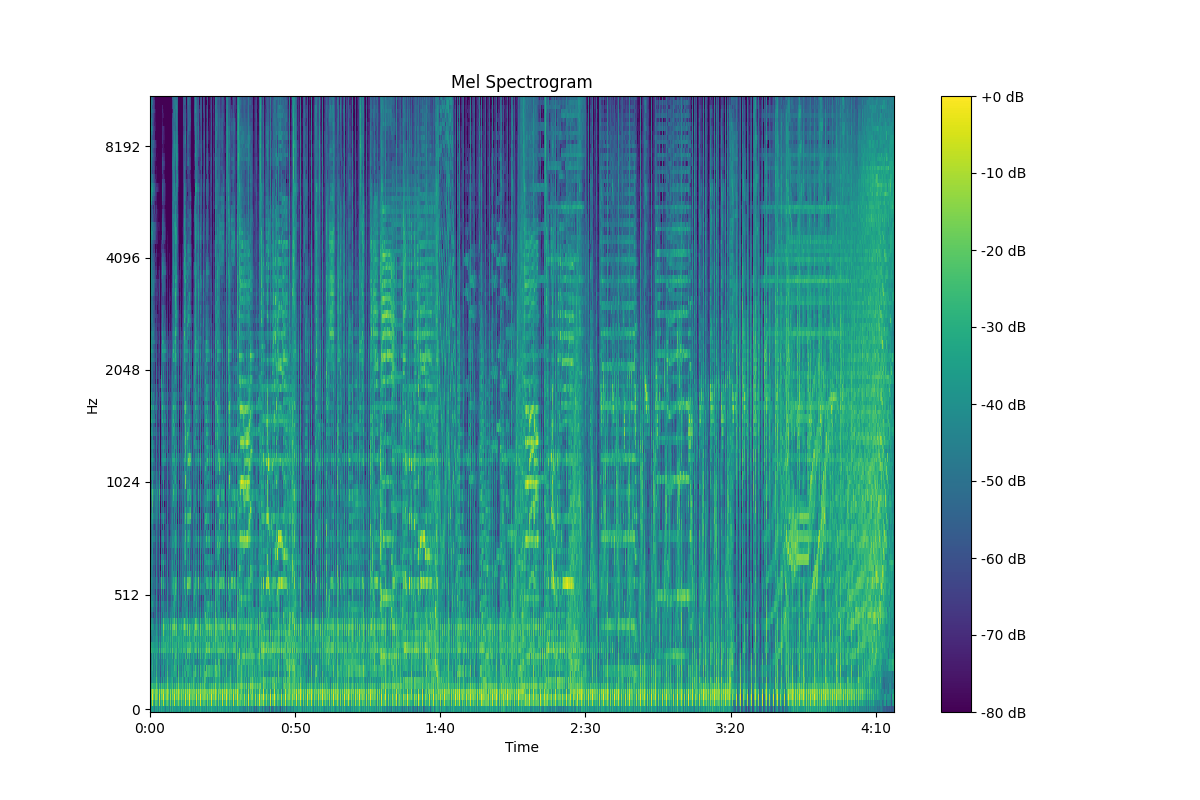 Mel Spectrogram
8192
4096
2048
1024
512
0
Hz
0:00 0:50 1:40 2:30 3:20 4:10
Time
+0 dB
-10 dB
-20 dB
-30 dB
-40 dB
-50 dB
-60 dB
-70 dB
-80 dB